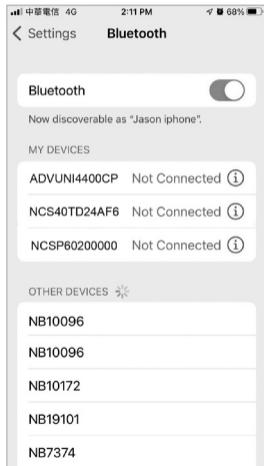 中華電信 4G 2:11 PM 68%
Settings Bluetooth
Bluetooth
Now discoverable as “Jason iphone”.
MY DEVICES
ADVUNI4400CP Not Connected i
NCS40TD24AF6 Not Connected i
NCSP60200000 Not Connected i
OTHER DEVICES
NB10096
NB10096
NB10172
NB19101
NB7374